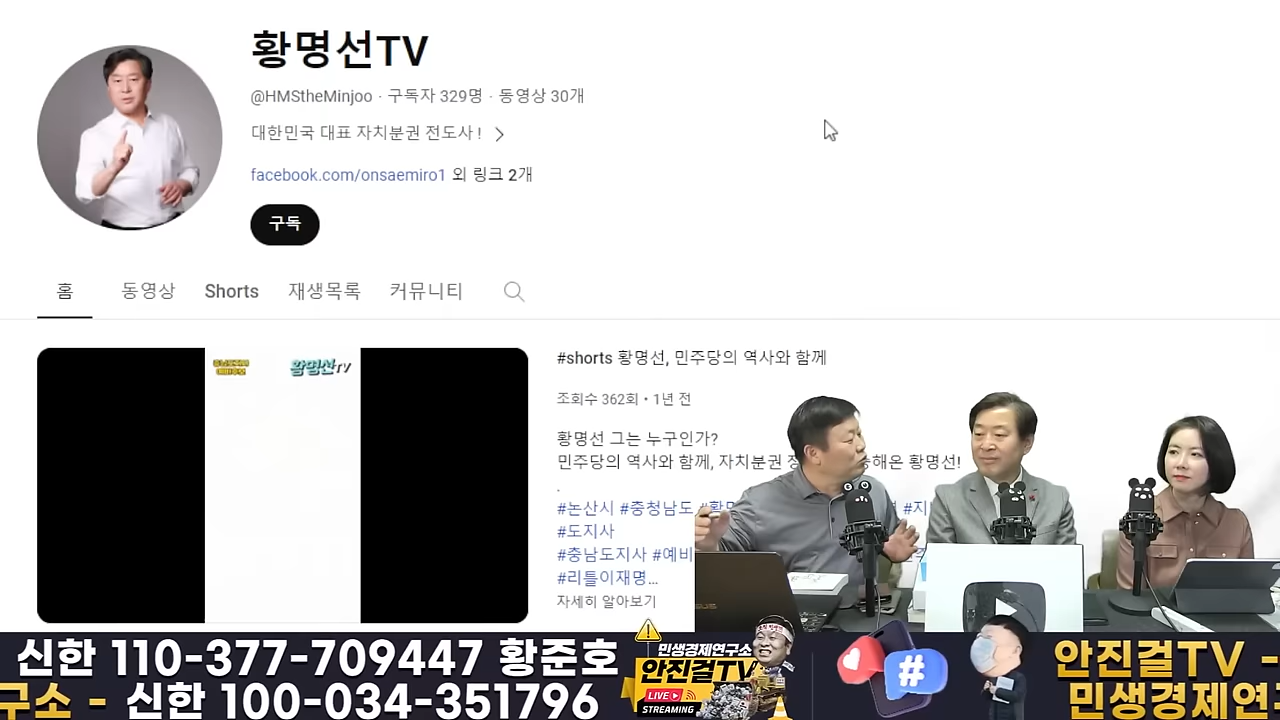 황명선TV
@HMStheMinjoo · 구독자 329명 · 동영상 30개
대한민국 대표 자치분권 전도사 !
facebook.com/onsaemiro1 외 링크 2개
구독
홈 동영상 Shorts 재생목록 커뮤니티
황명선TV
#shorts 황명선, 민주당의 역사와 함께
조회수 362회 • 1년 전
황명선 그는 누구인가?
민주당의 역사와 함께, 자치분권 해온 황명선!
.
#논산시 #충청남도 #황 #지
#도지사
#충남도지사 #예비
#리틀이재명...
자세히 알아보기
신한 110-377-709447 황준호
구소 - 신한 100-034-351796
민생경제연구소
안진걸TV
LIVE
STREAMING
#
안진걸TV -
민생경제연구